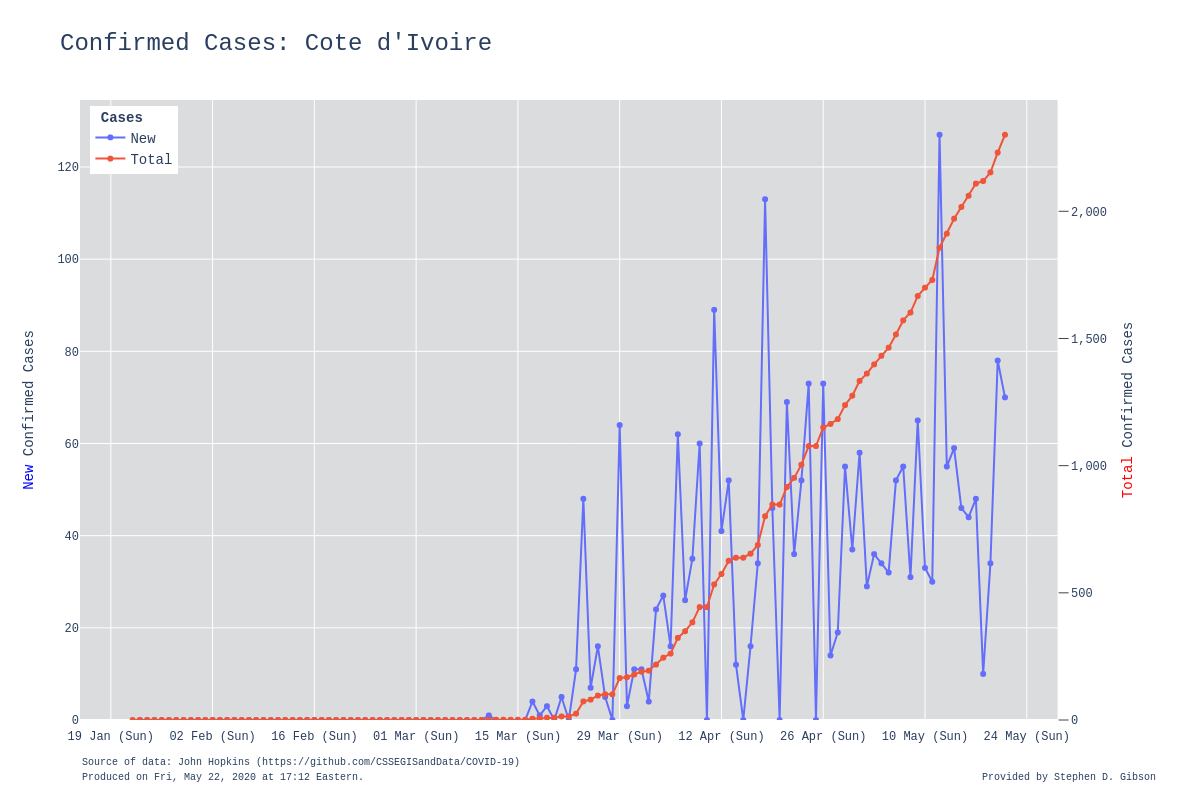 Confirmed Cases: Cote d'Ivoire
Cases
New
Total
120
100
80
60
40
20
0
2,000
1,500
1,000
500
0
New Confirmed Cases
Total Confirmed Cases
19 Jan (Sun) 02 Feb (Sun) 16 Feb (Sun) 01 Mar (Sun) 15 Mar (Sun) 29 Mar (Sun) 12 Apr (Sun) 26 Apr (Sun) 10 May (Sun) 24 May (Sun)
Source of data: John Hopkins (https://github.com/CSSEGISandData/COVID-19)
Produced on Fri, May 22, 2020 at 17:12 Eastern.
Provided by Stephen D. Gibson